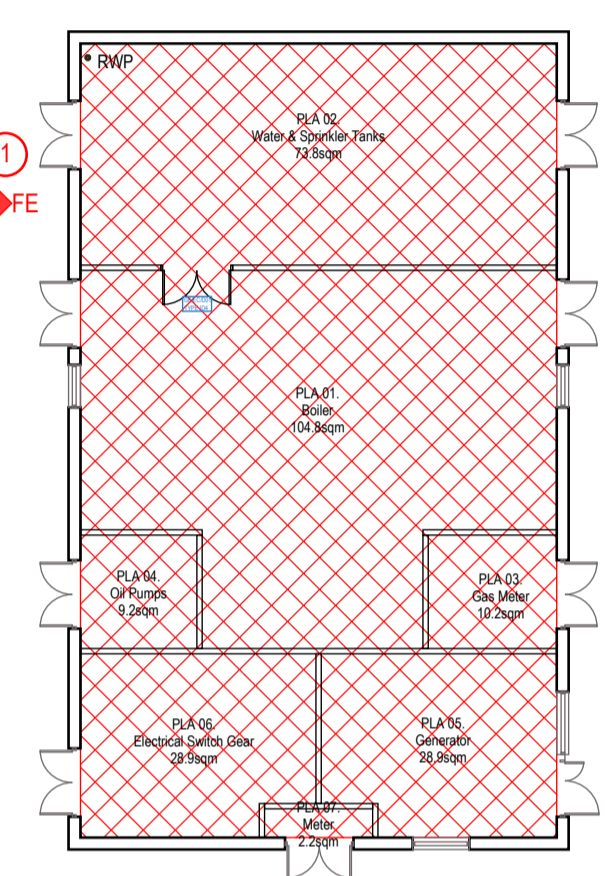 RWP
PLA 02.
Water & Sprinkler Tanks
73.8sqm
1
FE
PLA 01.
Boiler
104.8sqm
PLA 04.
Oil Pumps
9.2sqm
PLA 03.
Gas Meter
10.2sqm
PLA 06.
Electrical Switch Gear
28.9sqm
PLA 05.
Generator
28.9sqm
PLA 07.
Meter
2.2sqm